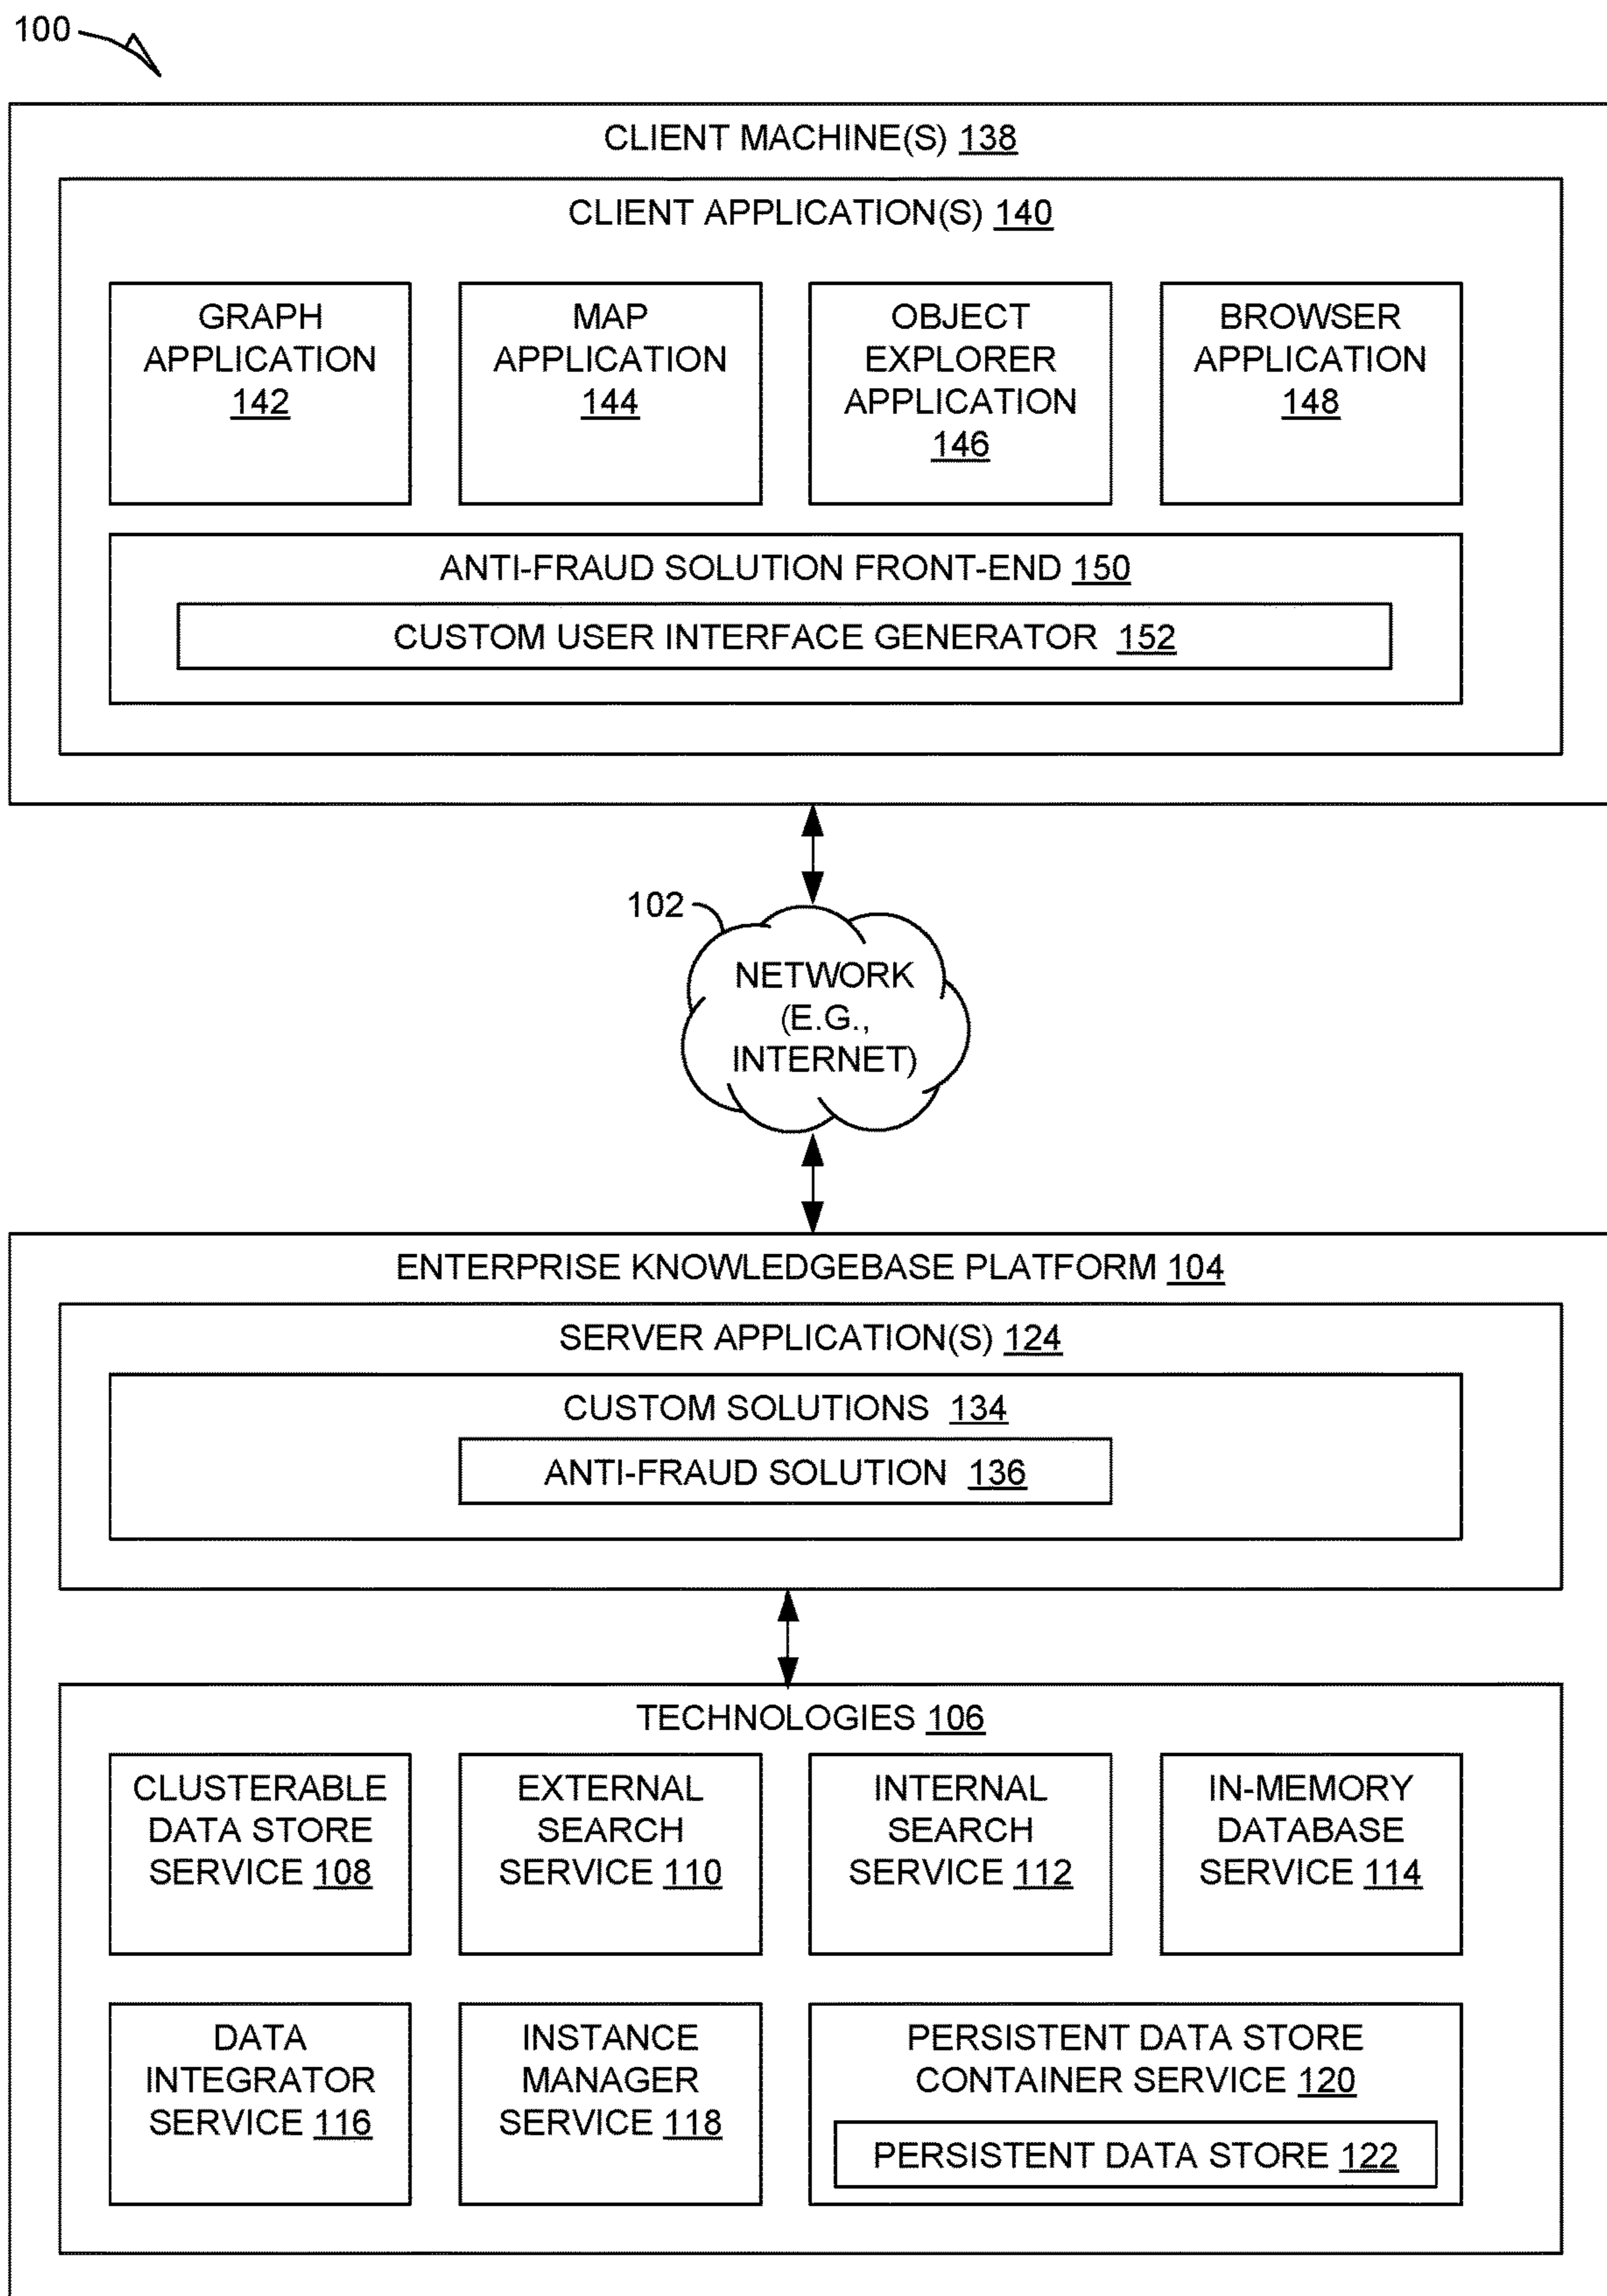 100
CLIENT MACHINE(S) 138
CLIENT APPLICATION(S) 140
GRAPH
APPLICATION
142
MAP
APPLICATION
144
OBJECT
EXPLORER
APPLICATION
146
BROWSER
APPLICATION
148
ANTI-FRAUD SOLUTION FRONT-END 150
CUSTOM USER INTERFACE GENERATOR 152
102
NETWORK
(E.G.,
INTERNET)
ENTERPRISE KNOWLEDGEBASE PLATFORM 104
SERVER APPLICATION(S) 124
CUSTOM SOLUTIONS 134
ANTI-FRAUD SOLUTION 136
TECHNOLOGIES 106
CLUSTERABLE
DATA STORE
SERVICE 108
EXTERNAL
SEARCH
SERVICE 110
INTERNAL
SEARCH
SERVICE 112
IN-MEMORY
DATABASE
SERVICE 114
DATA
INTEGRATOR
SERVICE 116
INSTANCE
MANAGER
SERVICE 118
PERSISTENT DATA STORE
CONTAINER SERVICE 120
PERSISTENT DATA STORE 122